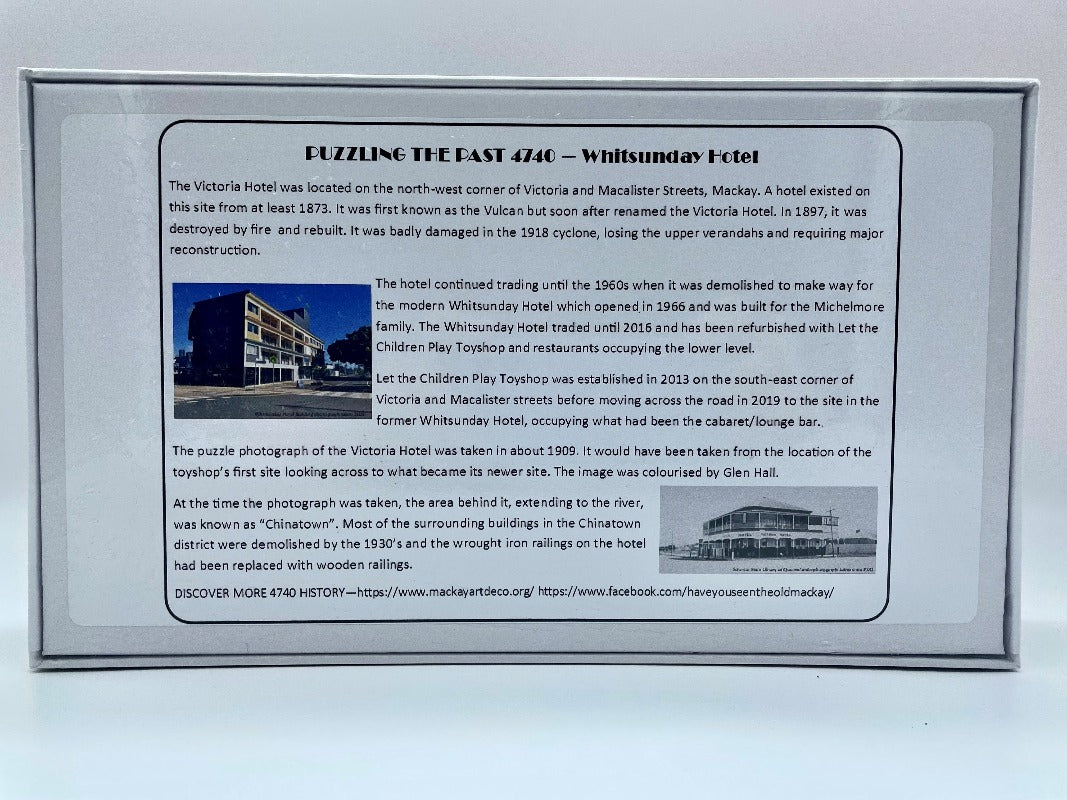 PUZZLING THE PAST 4740 — Whitsunday Hotel
The Victoria Hotel was located on the north-west corner of Victoria and Macalister Streets, Mackay. A hotel existed on
this site from at least 1873. It was first known as the Vulcan but soon after renamed the Victoria Hotel. In 1897, it was
destroyed by fire and rebuilt. It was badly damaged in the 1918 cyclone, losing the upper verandahs and requiring major
reconstruction.
The hotel continued trading until the 1960s when it was demolished to make way for
the modern Whitsunday Hotel which opened in 1966 and was built for the Michelmore
family. The Whitsunday Hotel traded until 2016 and has been refurbished with Let the
Children Play Toyshop and restaurants occupying the lower level.
Let the Children Play Toyshop was established in 2013 on the south-east corner of
Victoria and Macalister streets before moving across the road in 2019 to the site in the
former Whitsunday Hotel, occupying what had been the cabaret/lounge bar.
The puzzle photograph of the Victoria Hotel was taken in about 1909. It would have been taken from the location of the
toyshop's first site looking across to what became its newer site. The image was colourised by Glen Hall.
At the time the photograph was taken, the area behind it, extending to the river,
was known as "Chinatown". Most of the surrounding buildings in the Chinatown
district were demolished by the 1930's and the wrought iron railings on the hotel
had been replaced with wooden railings.
DISCOVER MORE 4740 HISTORY—https://www.mackayartdeco.org/ https://www.facebook.com/haveyouseentheoldmackay/